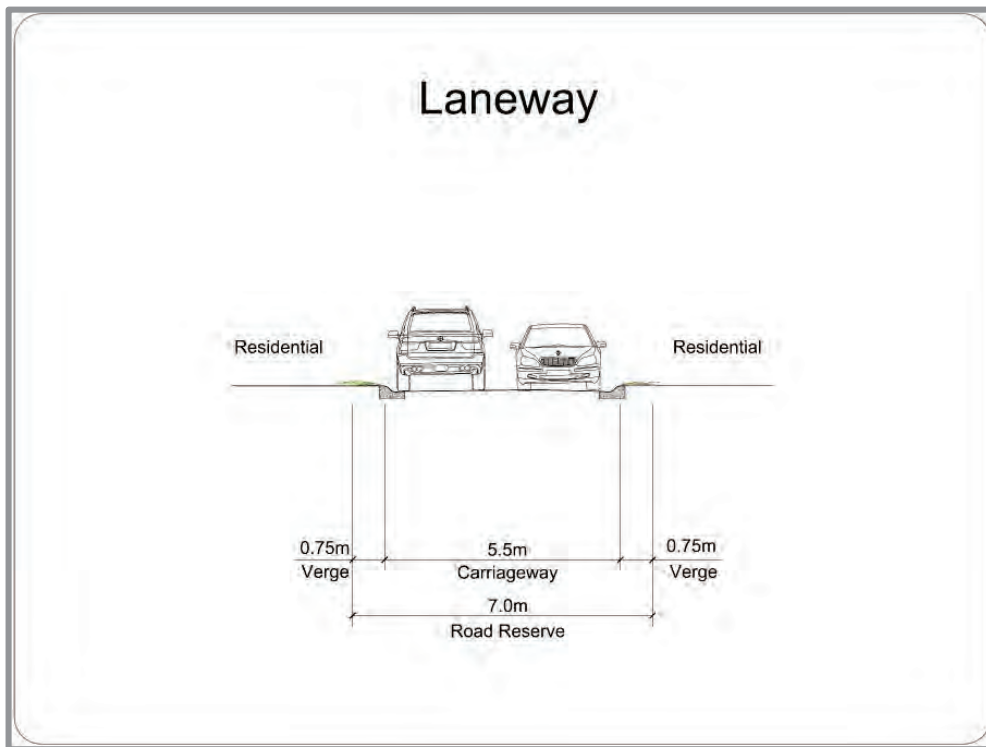 Laneway
Residential
Residential
0.75m
5.5m
0.75m
Verge
Carriageway
Verge
7.0m
Road Reserve